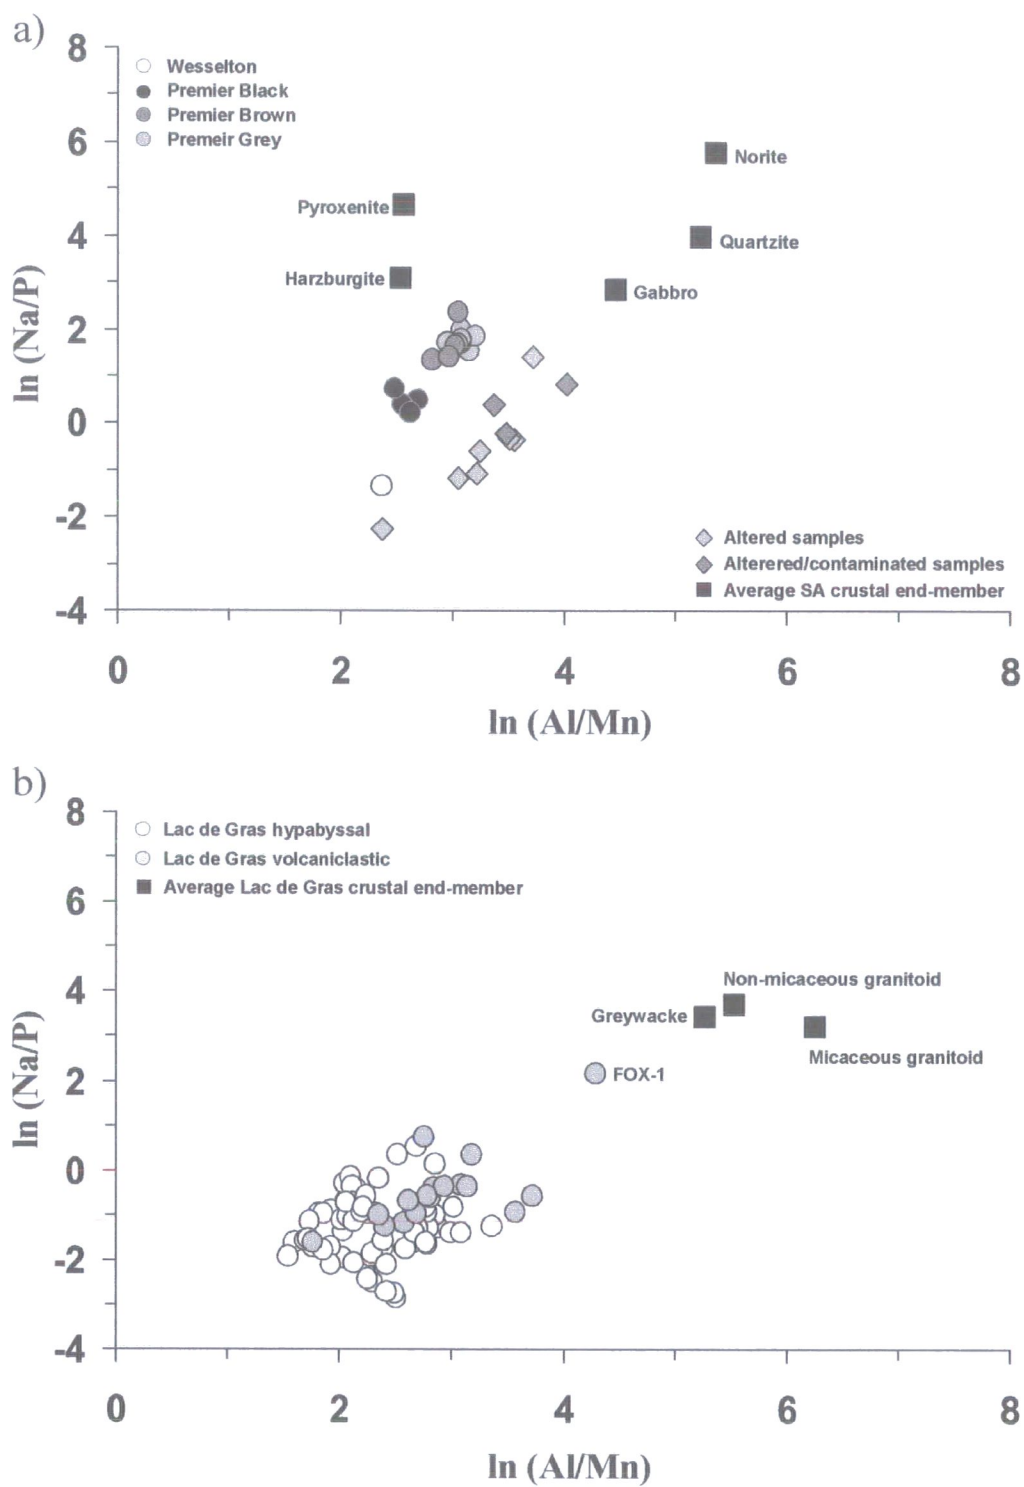 a)
8
6
4
2
0
-2
-4
ln (Na/P)
Wesselton
Premier Black
Premier Brown
Premeir Grey
Norite
Pyroxenite
Quartzite
Harzburgite
Gabbro
Altered samples
Alterered/contaminated samples
Average SA crustal end-member
0 2 4 6 8
ln (Al/Mn)
b)
8
6
4
2
0
-2
-4
ln (Na/P)
Lac de Gras hypabyssal
Lac de Gras volcaniclastic
Average Lac de Gras crustal end-member
Non-micaceous granitoid
Greywacke
Micaceous granitoid
FOX-1
0 2 4 6 8
ln (Al/Mn)